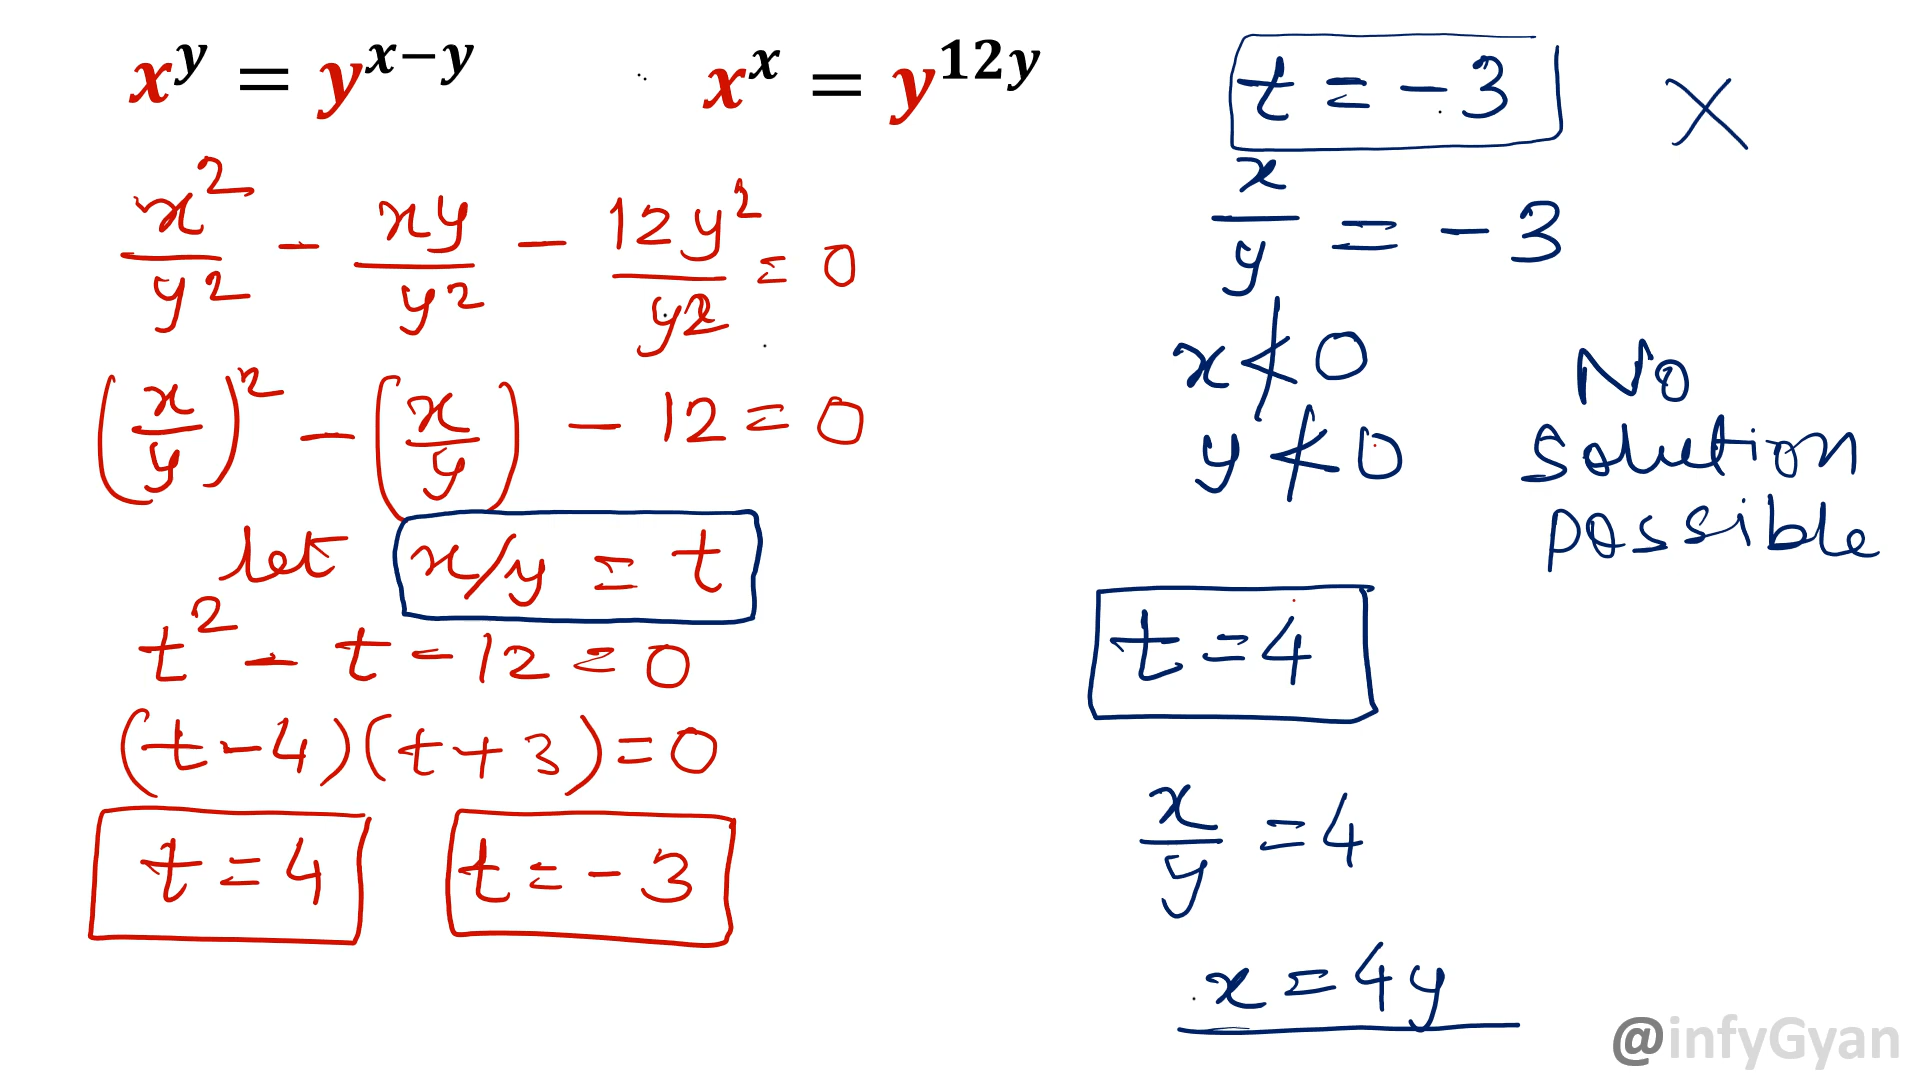 x^y = y^{x-y}    x^x = y^{12y}
x²/y² - xy/y² - 12y²/y² = 0
(x/y)² - (x/y) - 12 = 0
let x/y = t
t² - t - 12 = 0
(t-4)(t+3) = 0
t = 4    t = -3
t = -3 X
x/y = -3
x ≮ 0
y ≮ 0
No
solution
possible
t = 4
x/y = 4
x = 4y
@infyGyan